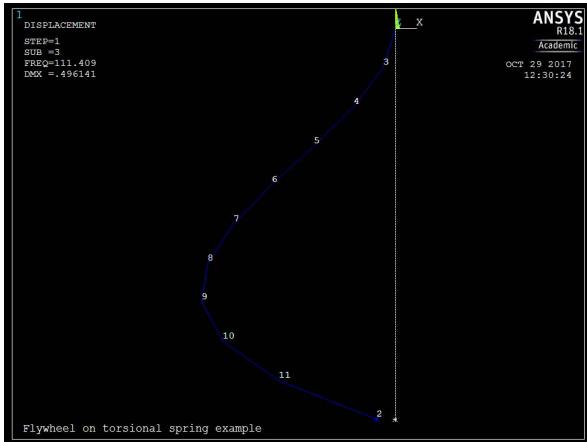 1
DISPLACEMENT
STEP=1
SUB =3
FREQ=111.409
DMX =.496141
X
ANSYS
R18.1
Academic
OCT 29 2017
12:30:24
3
4
5
6
7
8
9
10
11
2
Flywheel on torsional spring example